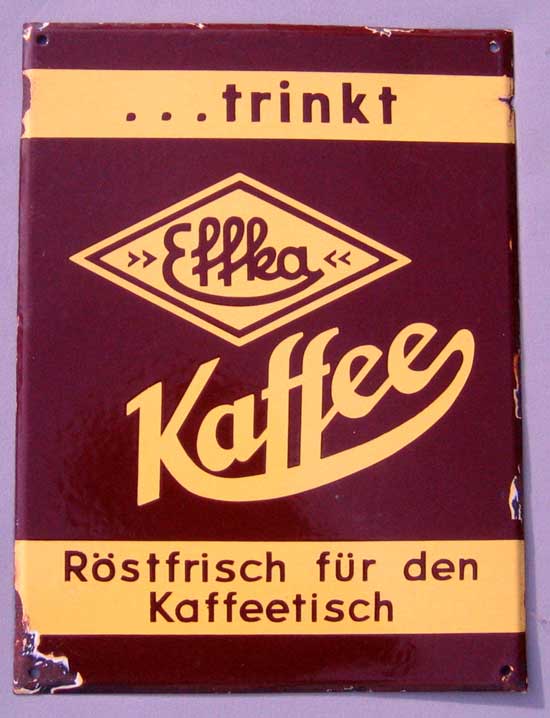 ...trinkt
»Effka«
Kaffee
Röstfrisch für den
Kaffeetisch